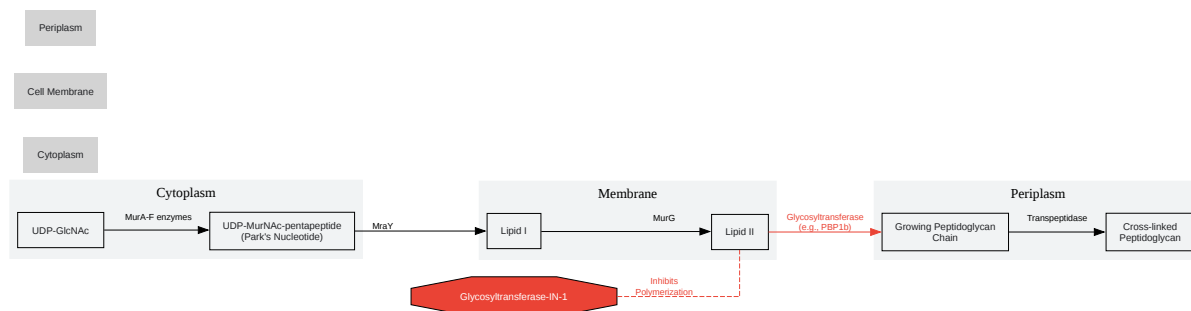 Periplasm
Cell Membrane
Cytoplasm
Cytoplasm
UDP-GlcNAc
MurA-F enzymes
UDP-MurNAc-pentapeptide
(Park's Nucleotide)
MraY
Membrane
Lipid I
MurG
Lipid II
Glycosyltransferase
(e.g., PBP1b)
Periplasm
Growing Peptidoglycan
Chain
Transpeptidase
Cross-linked
Peptidoglycan
Glycosyltransferase-IN-1
Inhibits
Polymerization